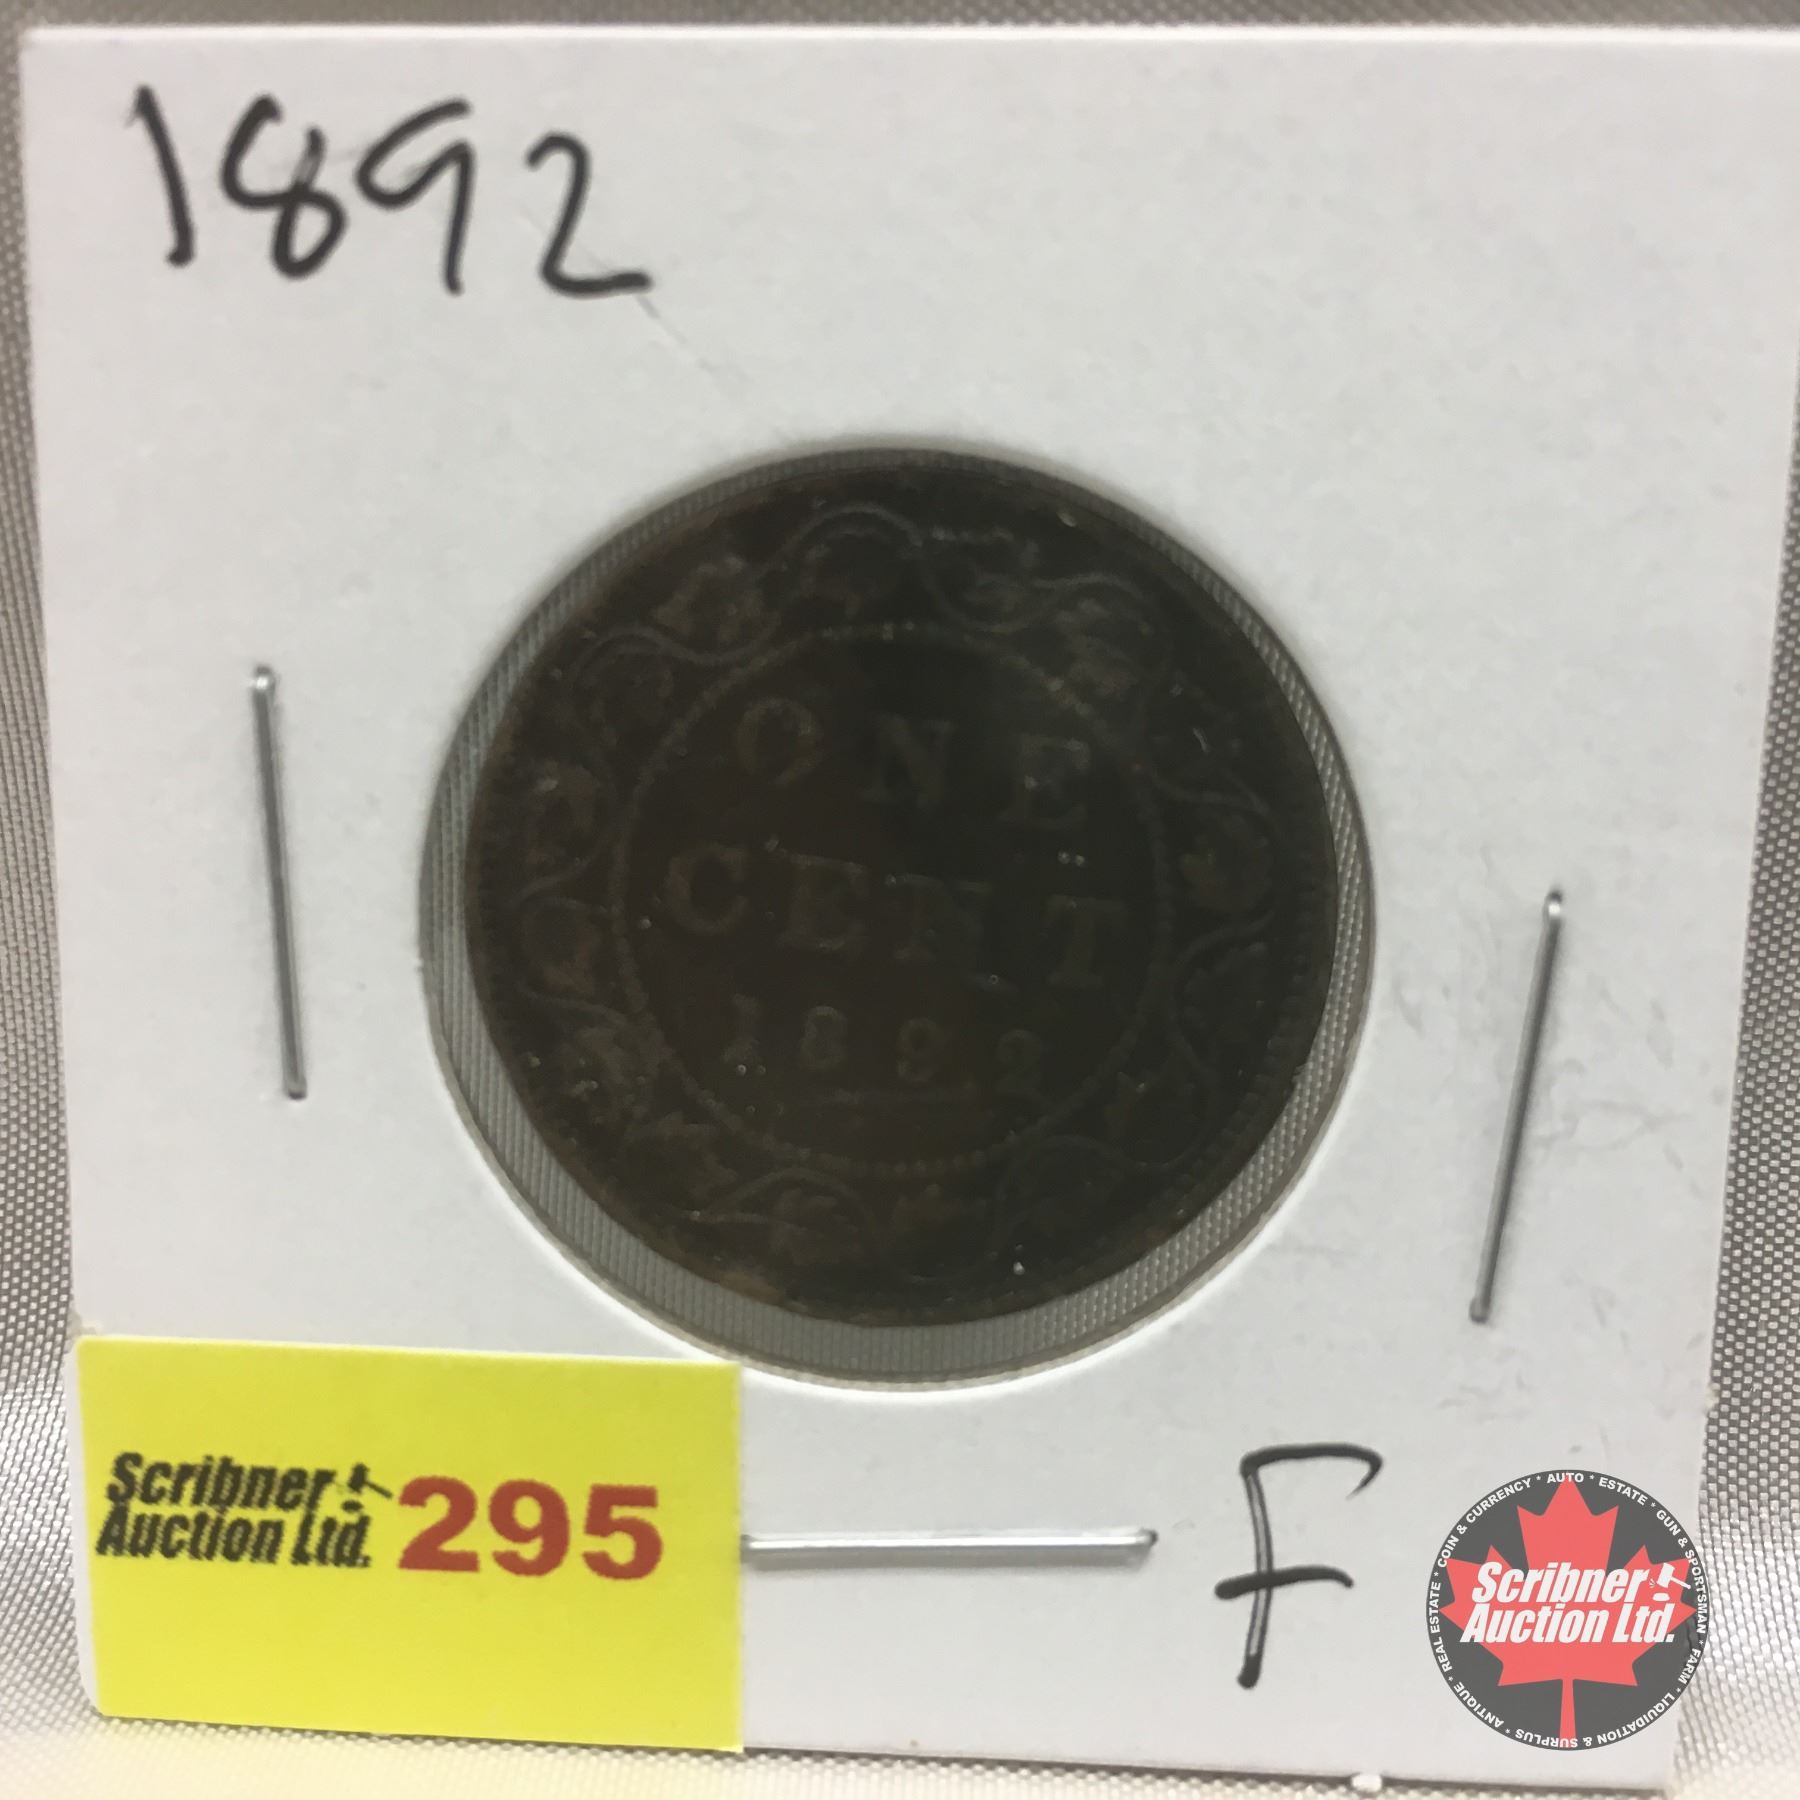 1892
ONE
CENT
1892
Scribner
Auction Ltd.
295
F
COIN & CURRENCY * AUTO * ESTATE * GUN & SPORTSMAN * FARM * LIQUIDATION & SURPLUS * ANTIQUE * REAL ESTATE *
Scribner
Auction Ltd.